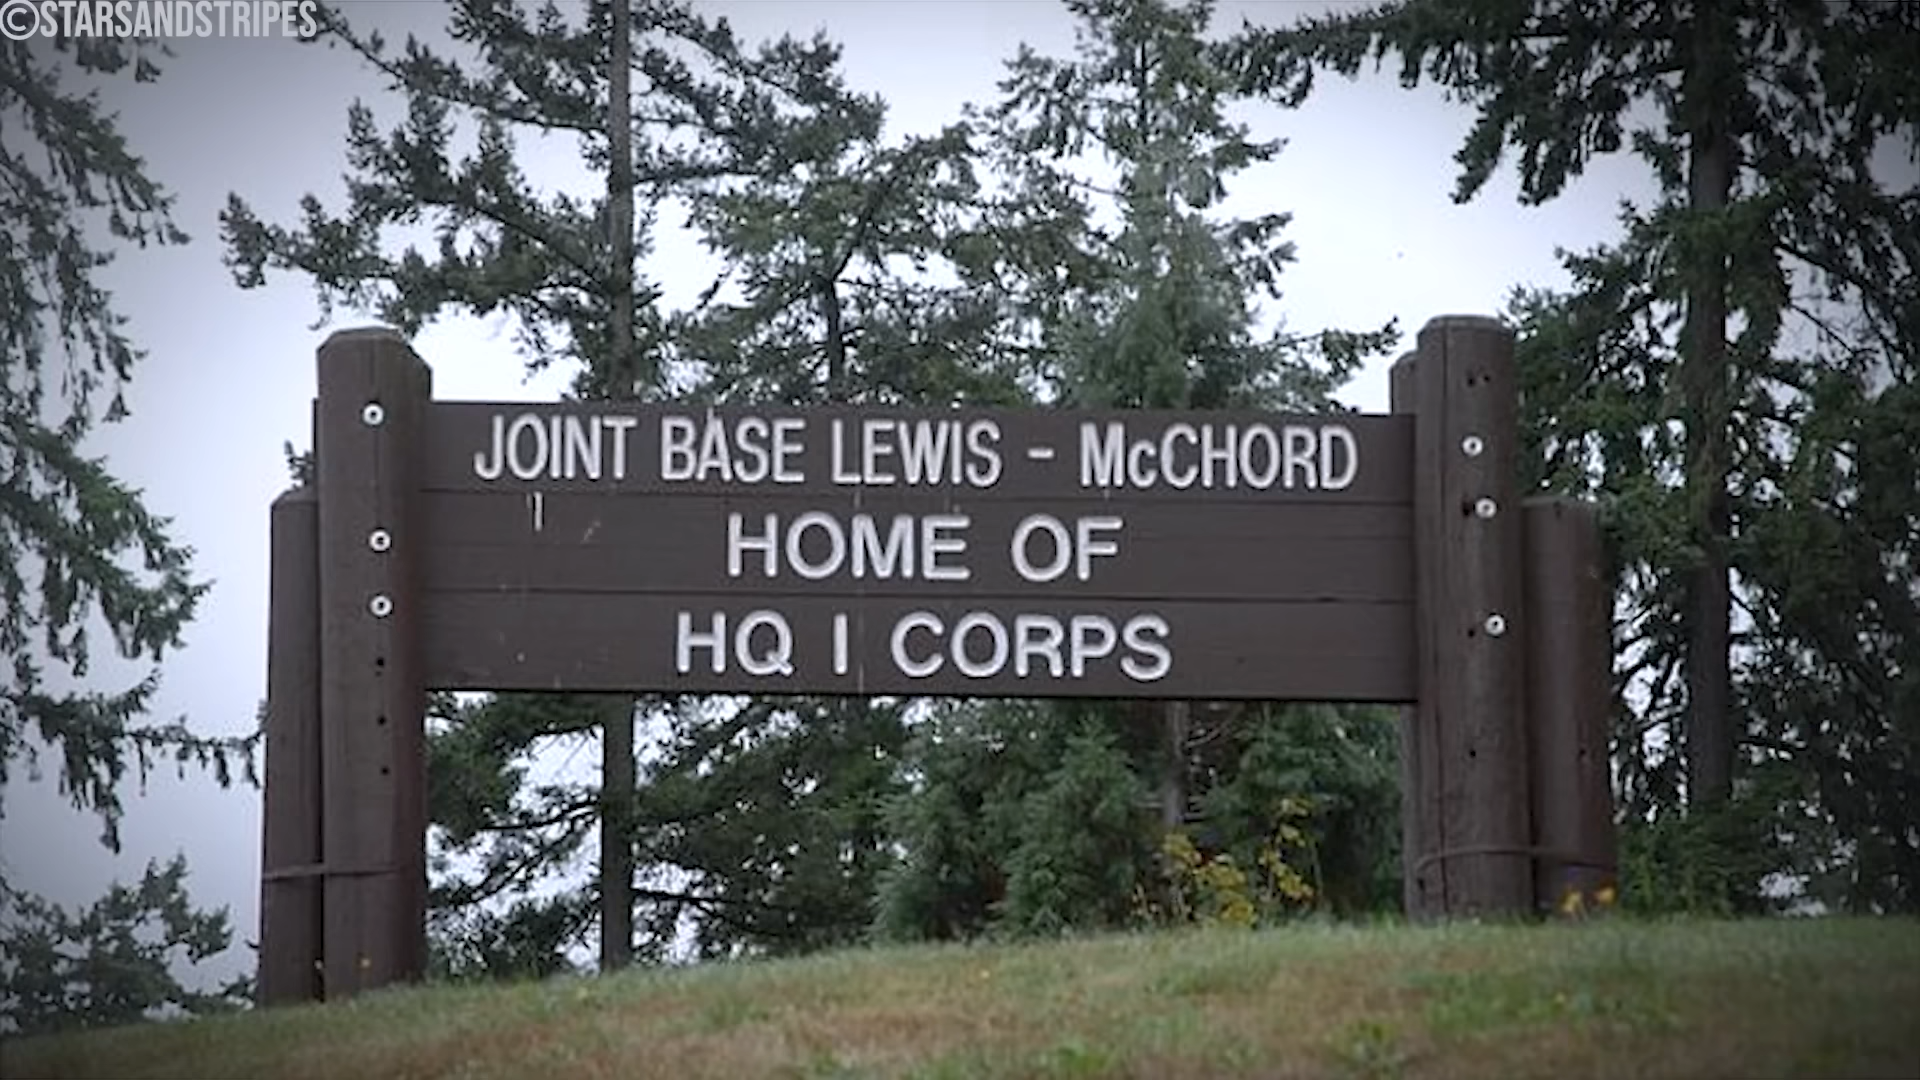 ©STARSANDSTRIPES
JOINT BASE LEWIS - McCHORD
HOME OF
HQ I CORPS